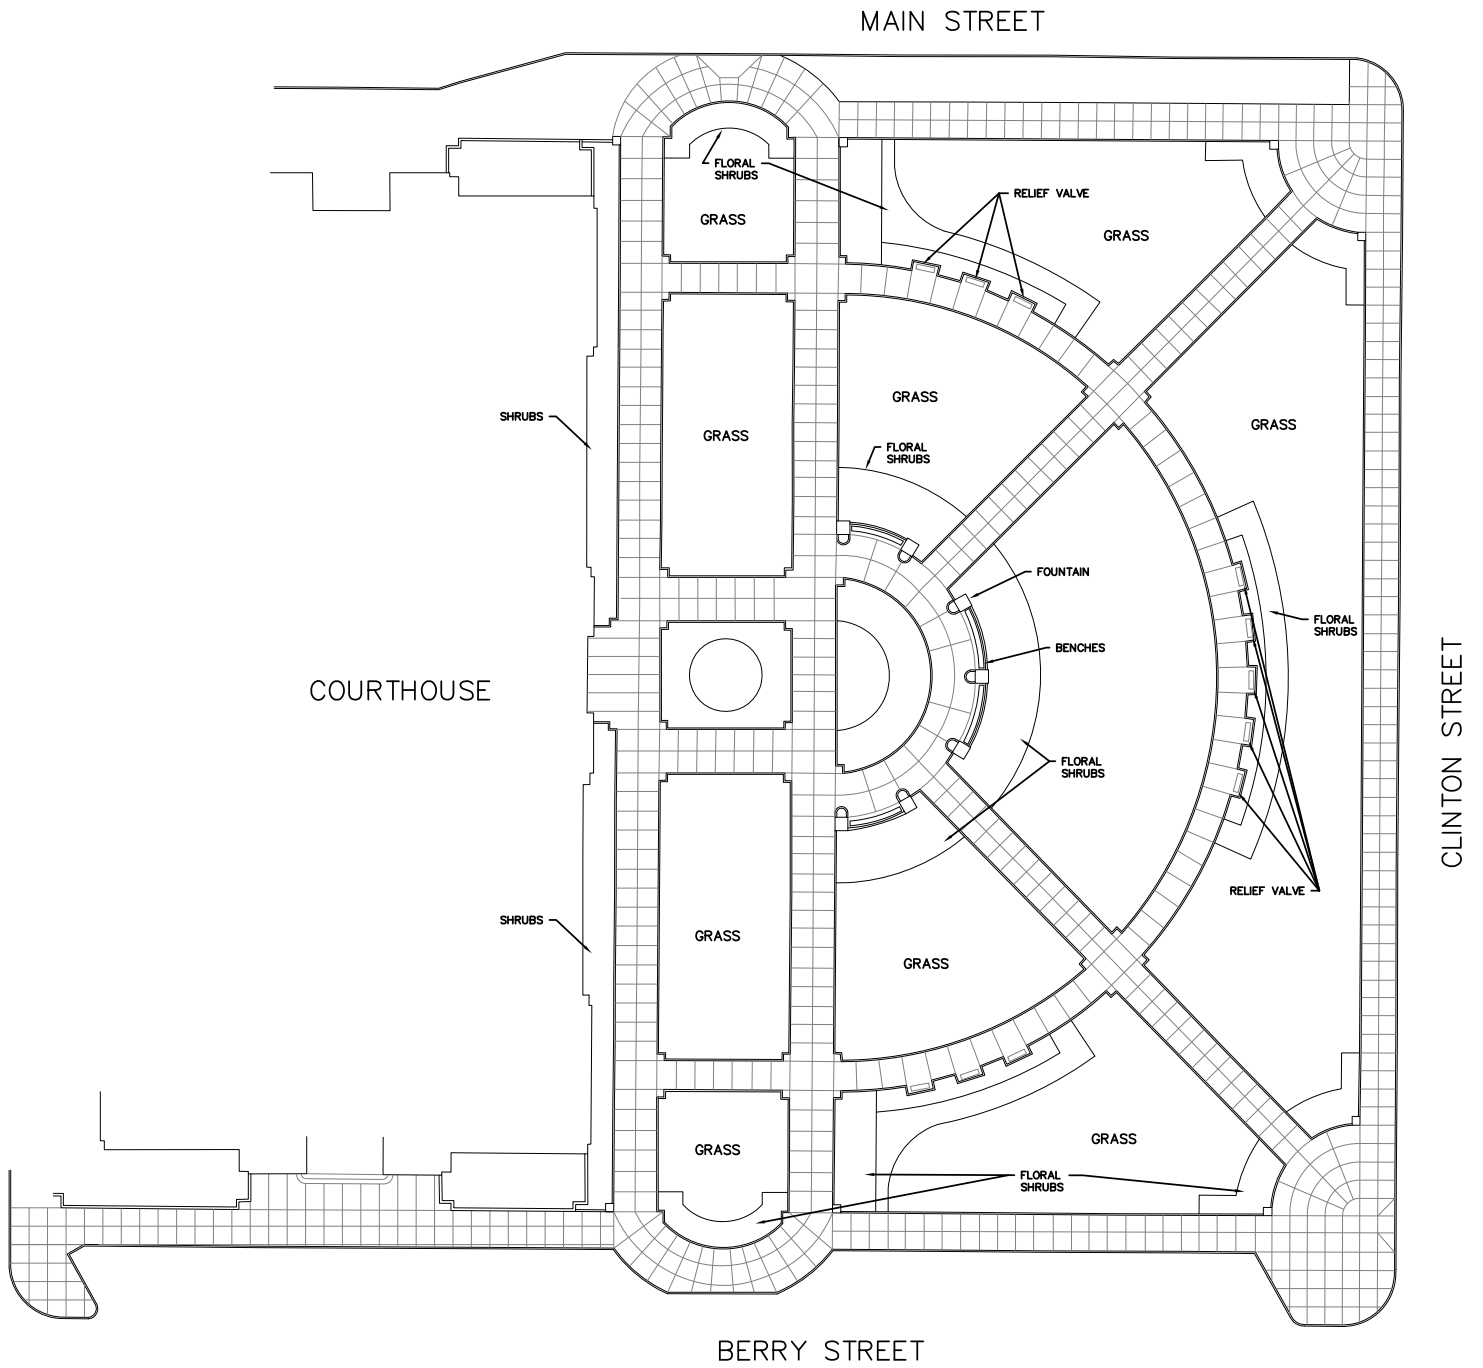 MAIN STREET
FLORAL
SHRUBS
RELIEF VALVE
GRASS
GRASS
GRASS
SHRUBS
GRASS
GRASS
FLORAL
SHRUBS
FOUNTAIN
FLORAL
SHRUBS
BENCHES
COURTHOUSE
CLINTON STREET
FLORAL
SHRUBS
RELIEF VALVE
SHRUBS
GRASS
GRASS
GRASS
GRASS
FLORAL
SHRUBS
BERRY STREET